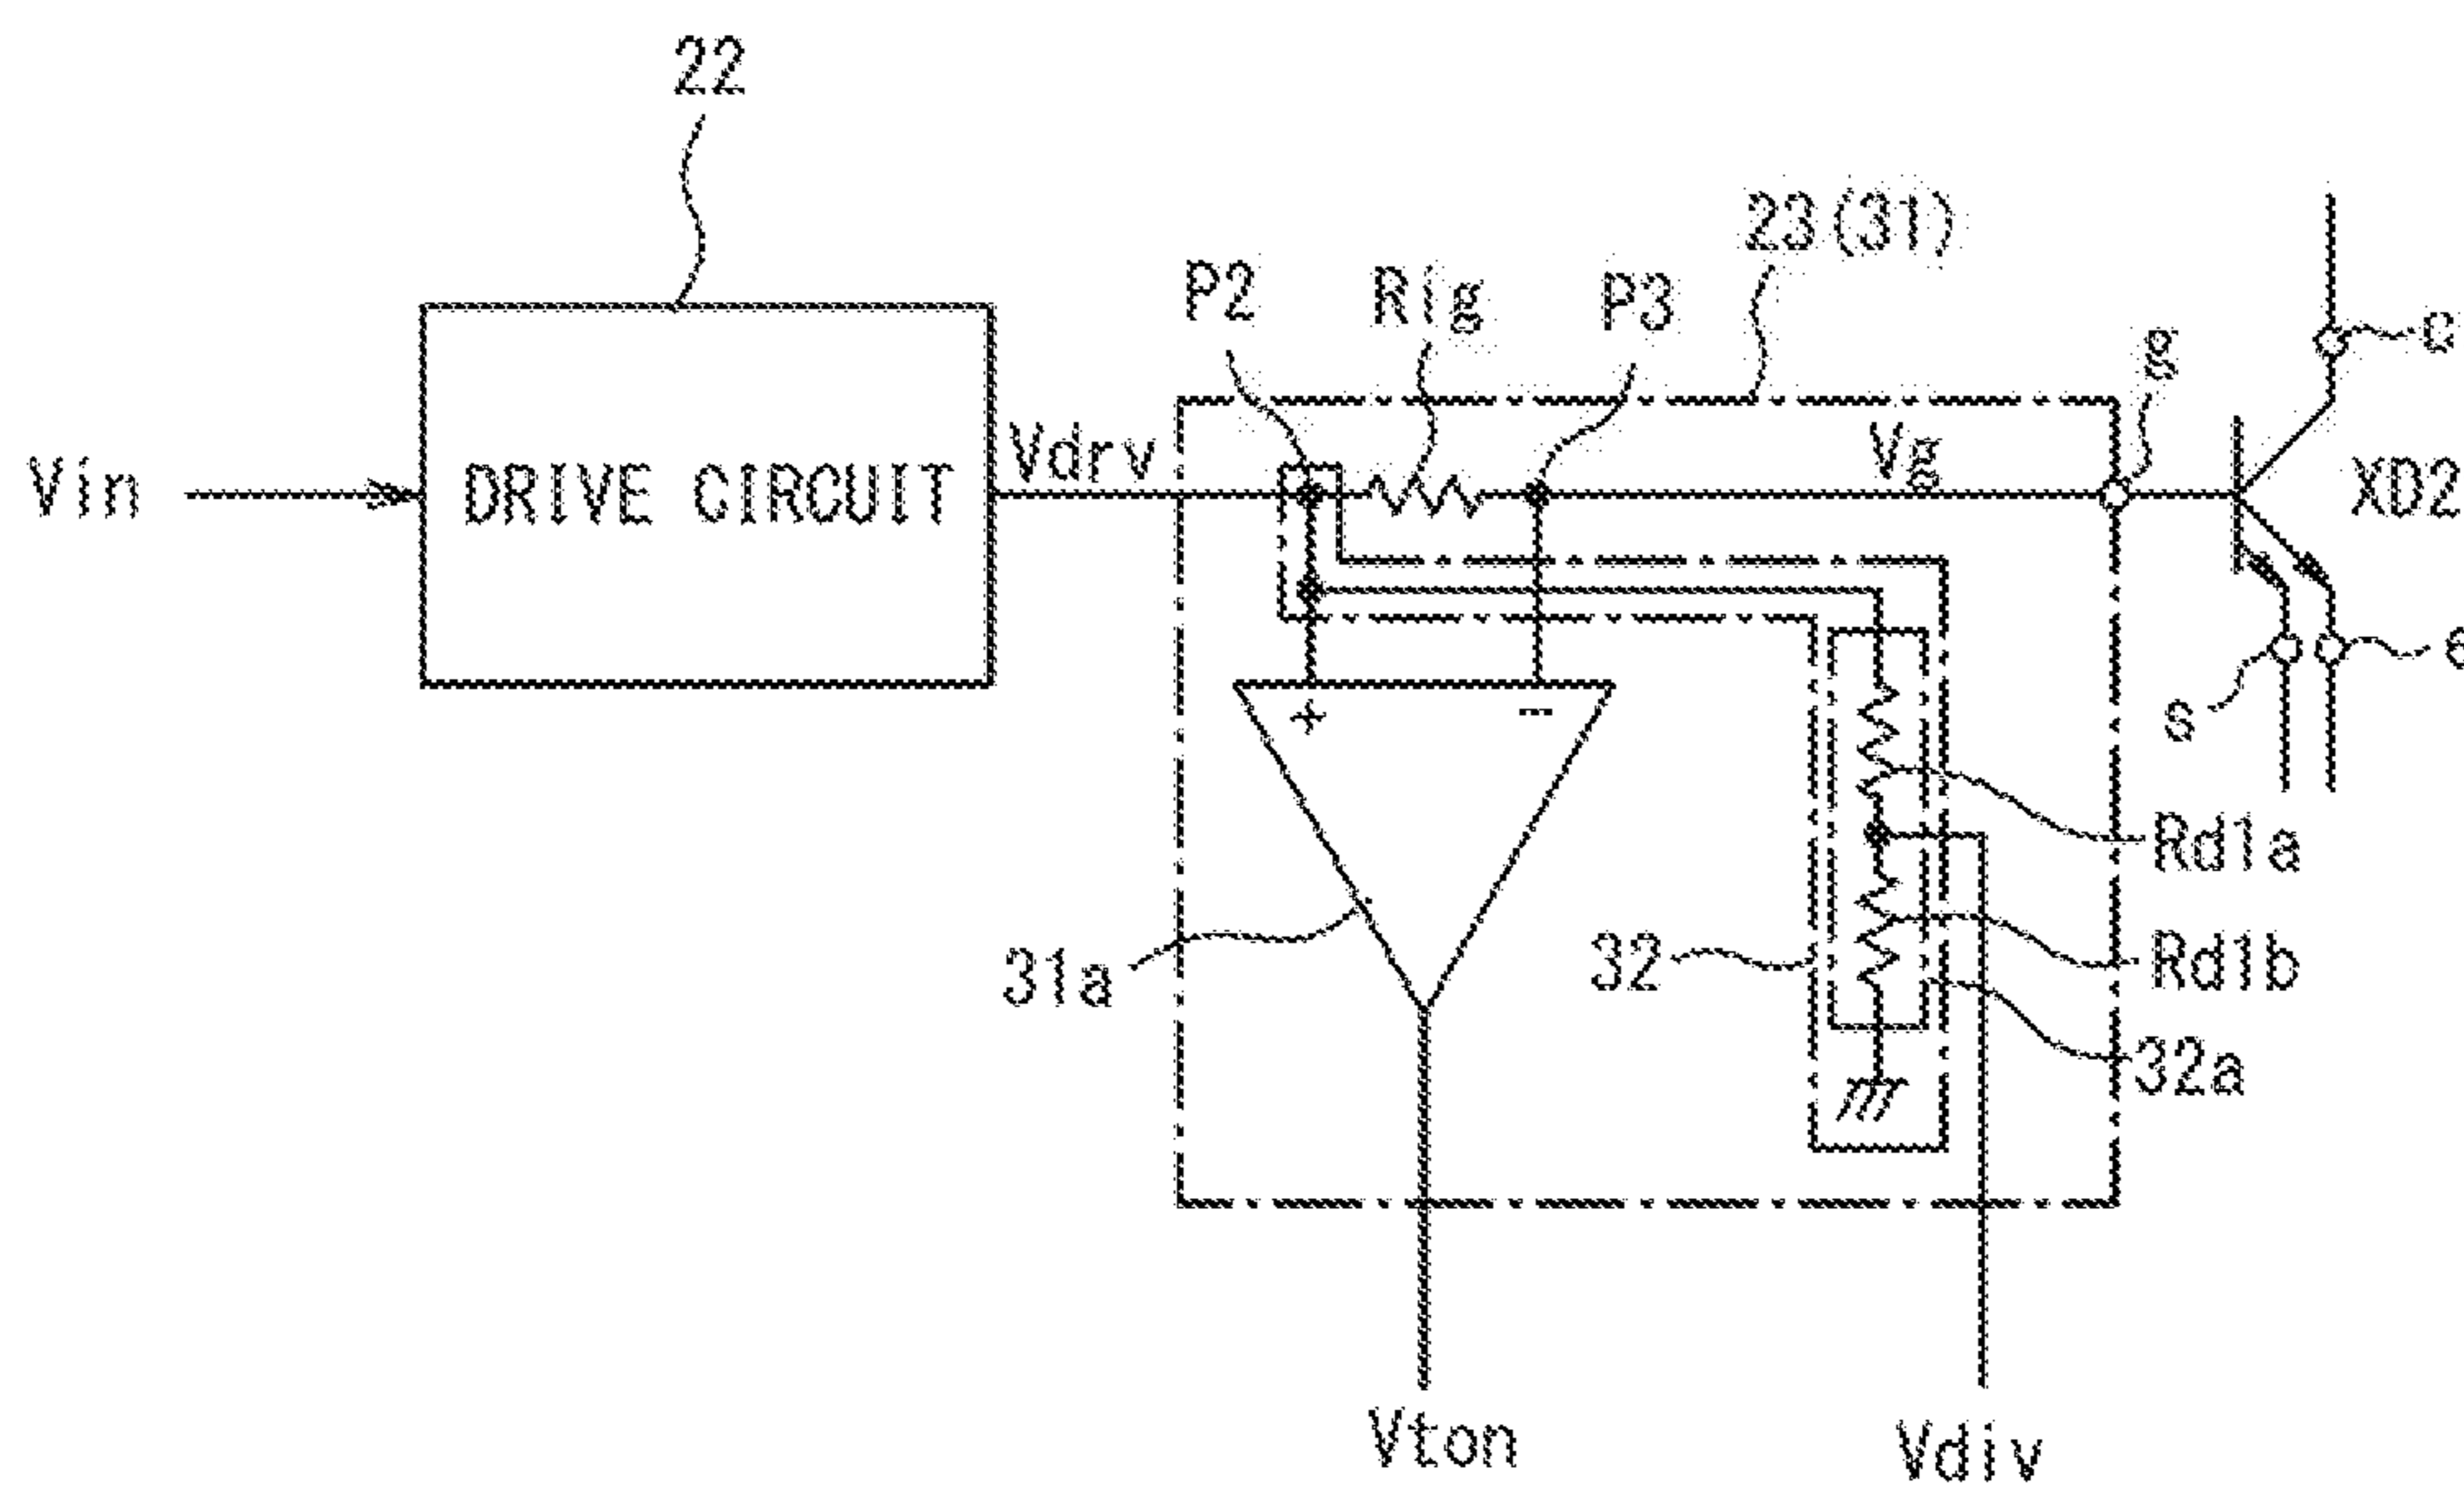 22
23(31)
P2
Rig
P3
g
c
Vin
DRIVE CIRCUIT
Vdrv
Vg
XD2
+
-
s
e
Rd1a
31a
32
Rd1b
32a
Vton
Vdiv